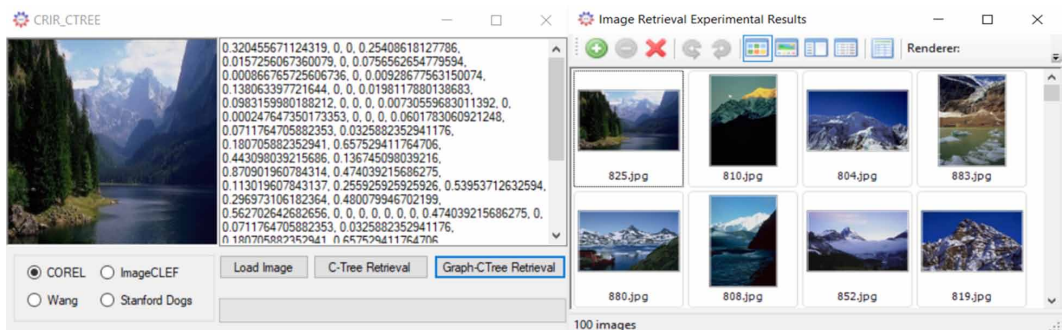 CRIR_CTREE
0.320455671124319, 0, 0, 0.25408618127786,
0.0157256067360079, 0, 0.0756562654779594,
0.000866765725606736, 0, 0.00928677563150074,
0.138063397721644, 0, 0, 0.0198117880138683,
0.0983159980188212, 0, 0, 0, 0.00730559683011392, 0,
0.000247647350173353, 0, 0, 0, 0.0601783060921248,
0.0711764705882353, 0.0325882352941176,
0.180705882352941, 0.657529411764706,
0.443098039215686, 0.136745098039216,
0.870901960784314, 0.474039215686275,
0.113019607843137, 0.255925925925926, 0.53953712632594,
0.296973106182364, 0.480079946702199,
0.562702642682656, 0, 0, 0, 0, 0, 0, 0.474039215686275, 0,
0.0711764705882353, 0.0325882352941176,
0.180705882352941, 0.657529411764706
COREL
ImageCLEF
Wang
Stanford Dogs
Load Image
C-Tree Retrieval
Graph-CTree Retrieval
Image Retrieval Experimental Results
Renderer:
825.jpg
810.jpg
804.jpg
883.jpg
880.jpg
808.jpg
852.jpg
819.jpg
100 images